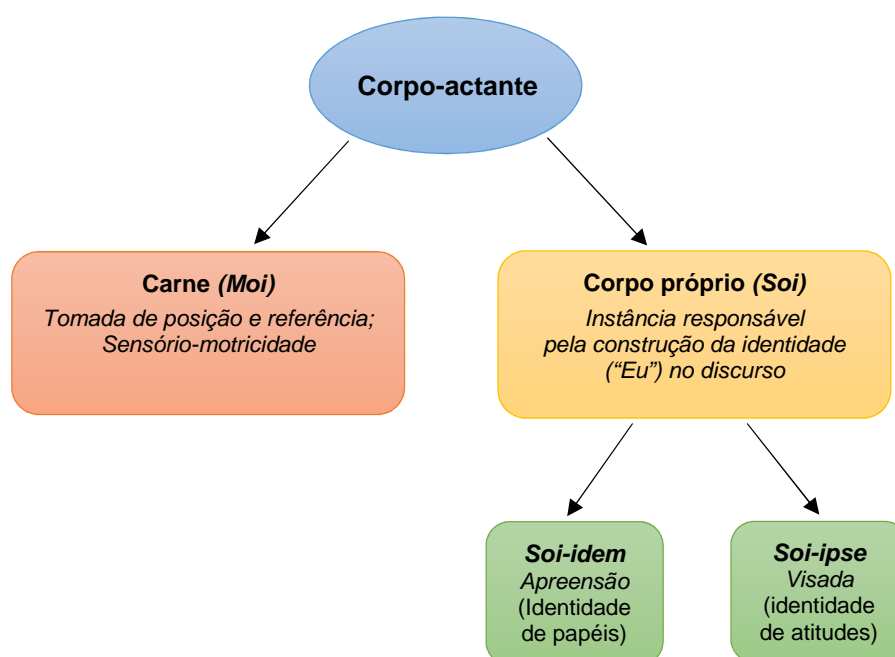 Corpo-actante
Carne (Moi)
Tomada de posição e referência;
Sensório-motricidade
Corpo próprio (Soi)
Instância responsável
pela construção da identidade
(“Eu”) no discurso
Soi-idem
Apreensão
(Identidade
de papéis)
Soi-ipse
Visada
(identidade
de atitudes)